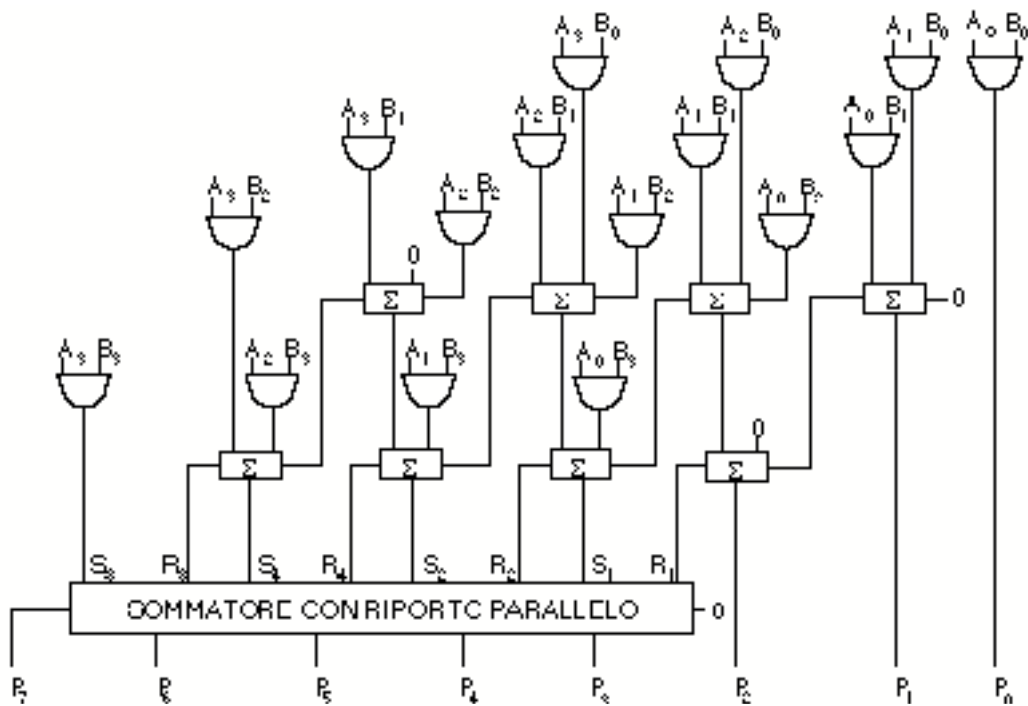 A₃ B₀ A₂ B₀ A₁ B₀ A₀ B₀
A₃ B₁ A₂ B₁ A₁ B₁ A₀ B₁
A₃ B₂ A₂ B₂ A₁ B₂ A₀ B₂
0
Σ Σ Σ Σ 0
A₃ B₃ A₂ B₃ A₁ B₃ A₀ B₃
0
Σ Σ Σ Σ
S₃ R₃ S₄ R₄ S₂ R₂ S₁ R₁
SOMMATORE CON RIPORTO PARALLELO 0
P₇ P₆ P₅ P₄ P₃ P₂ P₁ P₀